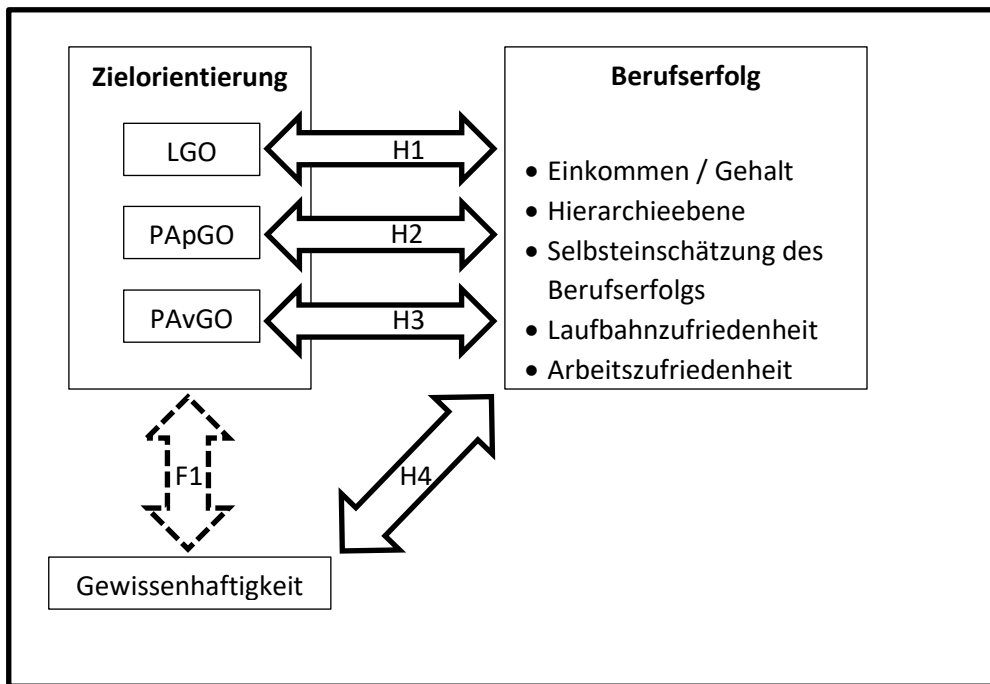 Zielorientierung
LGO
PApGO
PAvGO
H1
H2
H3
Berufserfolg
• Einkommen / Gehalt
• Hierarchieebene
• Selbsteinschätzung des
Berufserfolgs
• Laufbahnzufriedenheit
• Arbeitszufriedenheit
F1
H4
Gewissenhaftigkeit